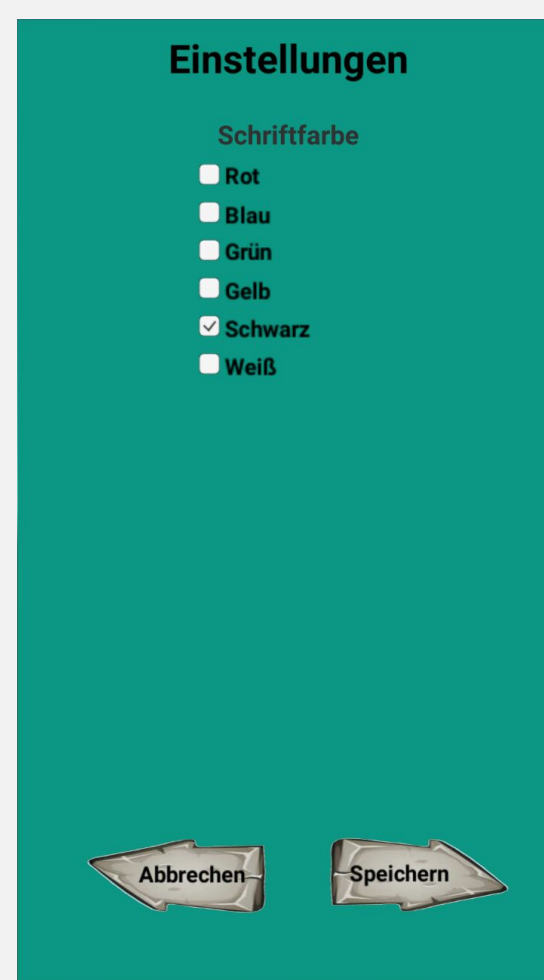 Einstellungen
Schriftfarbe
Rot
Blau
Grün
Gelb
Schwarz
Weiß
Abbrechen
Speichern